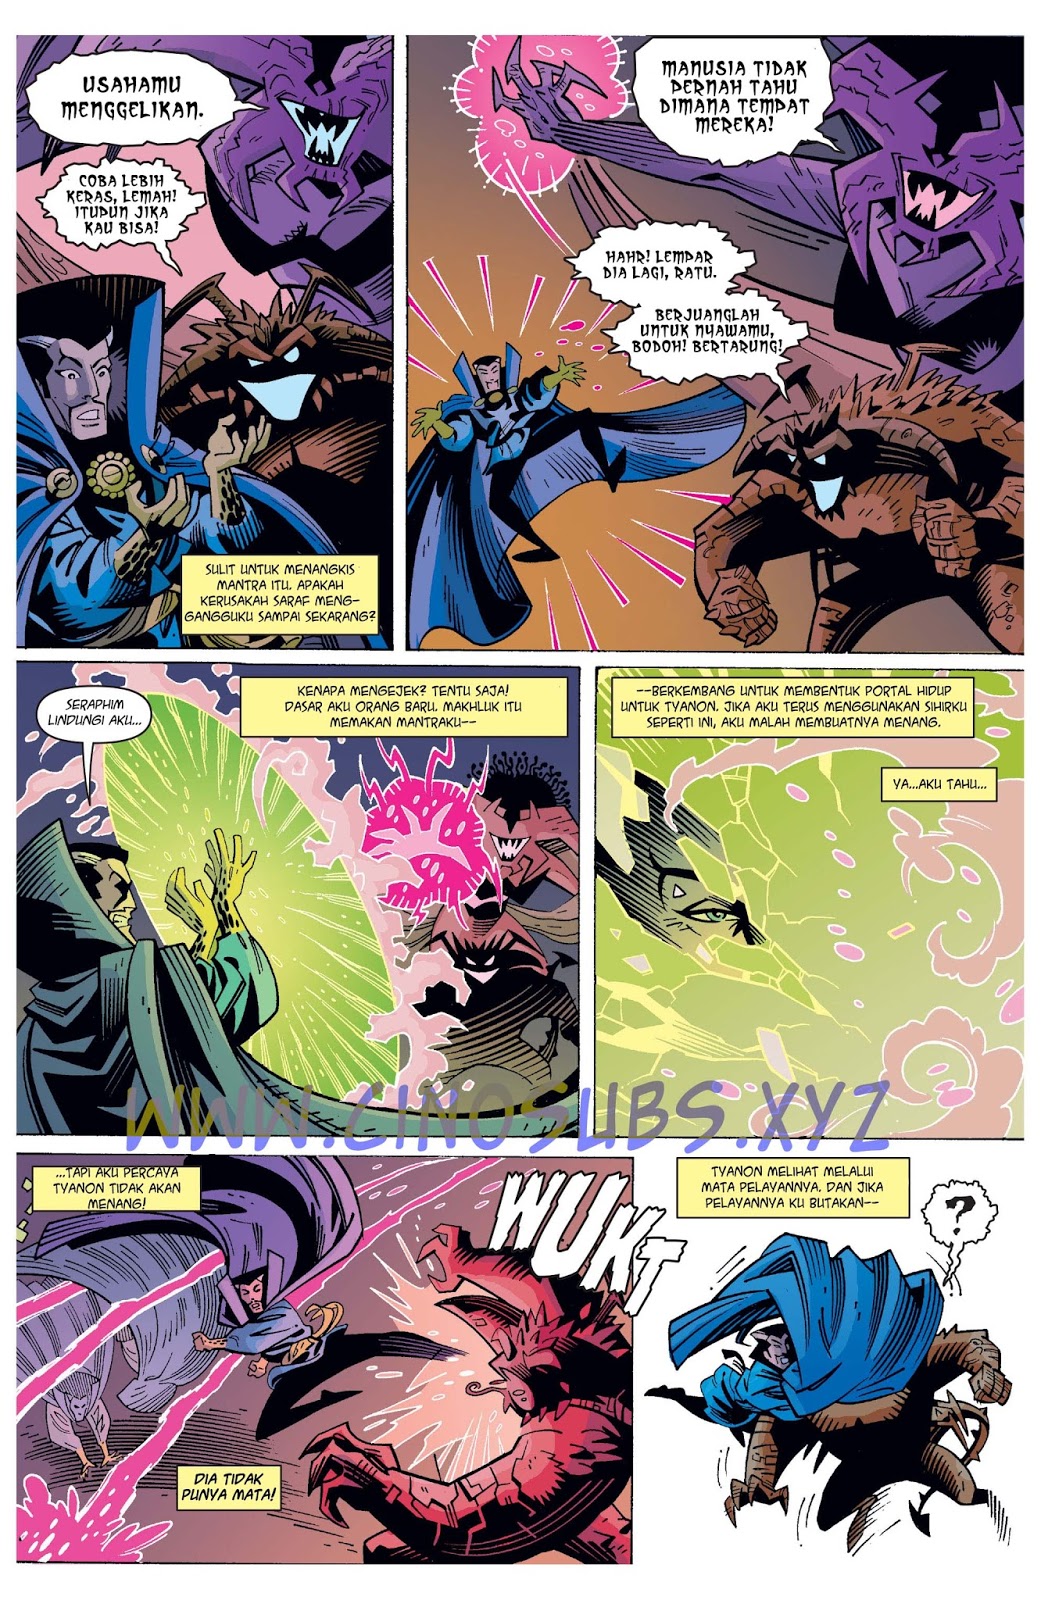 USAHAMU
MENGGELIKAN.
COBA LEBIH
KERAS, LEMAH!
ITUPUN JIKA
KAU BISA!
SULIT UNTUK MENANGKIS
MANTRA ITU. APAKAH
KERUSAKAH SARAF MENG-
GANGGUKU SAMPAI SEKARANG?
MANUSIA TIDAK
PERNAH TAHU
DIMANA TEMPAT
MEREKA!
HAHR! LEMPAR
DIA LAGI, RATU.
BERJUANGLAH
UNTUK NYAWAMU,
BODOH! BERTARUNG!
SERAPHIM
LINDUNGI AKU...
KENAPA MENGEJEK? TENTU SAJA!
DASAR AKU ORANG BARU. MAKHLUK ITU
MEMAKAN MANTRAKU--
--BERKEMBANG UNTUK MEMBENTUK PORTAL HIDUP
UNTUK TYANON. JIKA AKU TERUS MENGGUNAKAN SIHIRKU
SEPERTI INI, AKU MALAH MEMBUATNYA MENANG.
YA...AKU TAHU...
WWW.CINOSUBS.XYZ
...TAPI AKU PERCAYA
TYANON TIDAK AKAN
MENANG!
WUKT
DIA TIDAK
PUNYA MATA!
TYANON MELIHAT MELALUI
MATA PELAYANNYA. DAN JIKA
PELAYANNYA KU BUTAKAN--
?